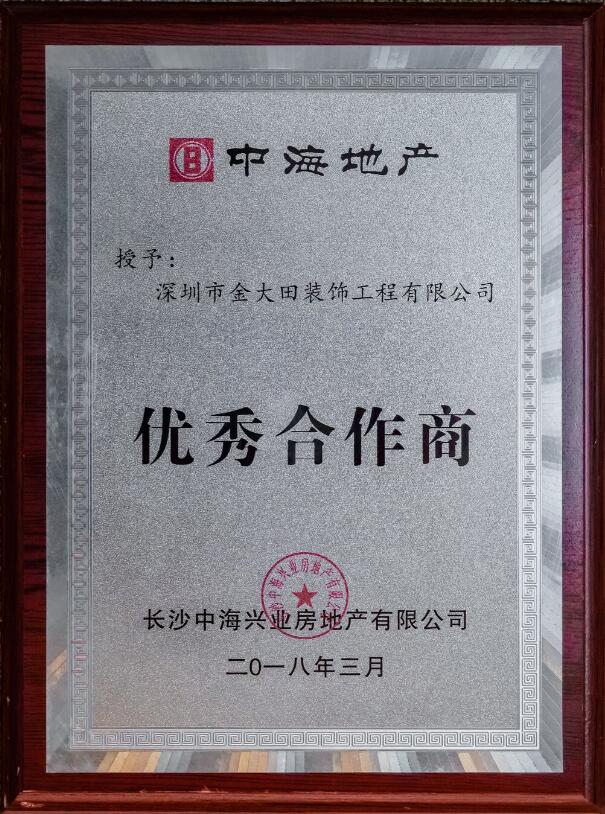 中海地产
授予：
深圳市金大田装饰工程有限公司
优秀合作商
长沙中海兴业房地产有限公司
二0一八年三月